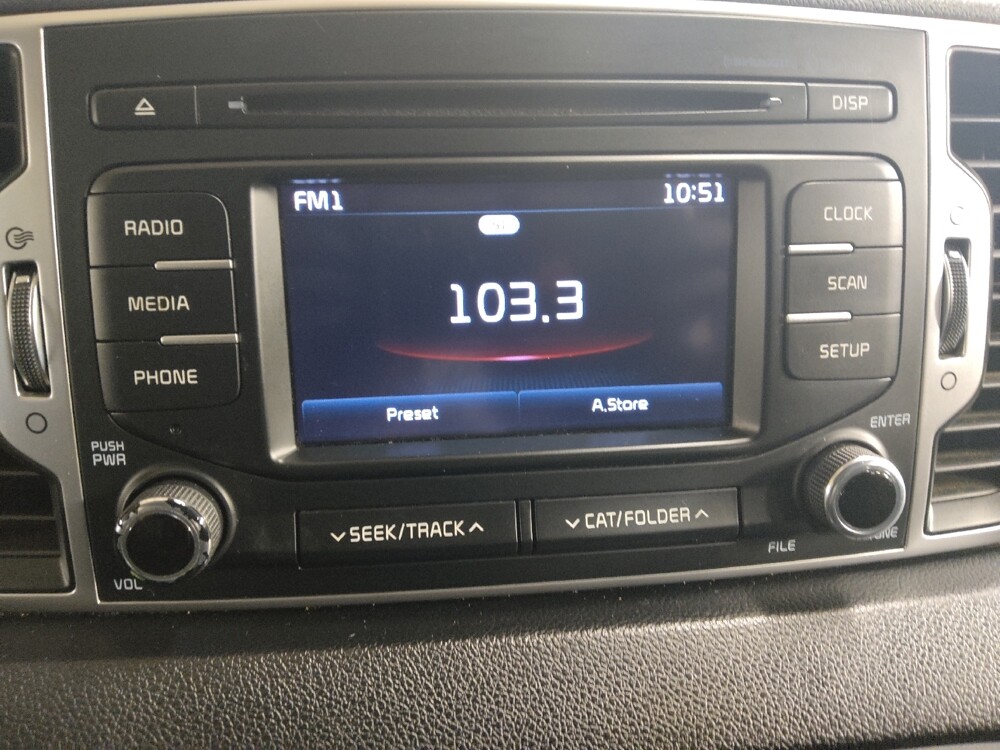 DISP
RADIO
MEDIA
PHONE
FM1
10:51
103.3
Preset
A.Store
CLOCK
SCAN
SETUP
PUSH
PWR
VOL
SEEK/TRACK
CAT/FOLDER
ENTER
FILE
TUNE